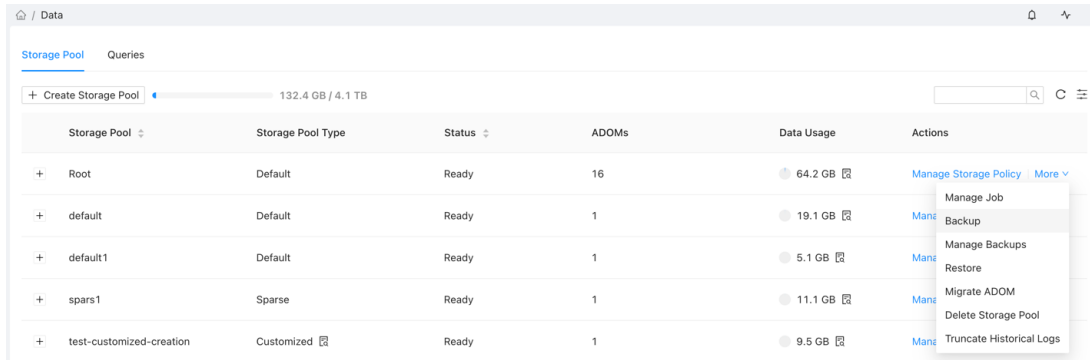 / Data
Storage Pool Queries
+ Create Storage Pool 132.4 GB / 4.1 TB
Storage Pool Storage Pool Type Status ADOMs Data Usage Actions
+ Root Default Ready 16 64.2 GB Manage Storage Policy More
Manage Job
+ default Default Ready 1 19.1 GB Mana
Backup
Manage Backups
+ default1 Default Ready 1 5.1 GB Mana
Restore
Migrate ADOM
+ spars1 Sparse Ready 1 11.1 GB Mana
Delete Storage Pool
+ test-customized-creation Customized Ready 1 9.5 GB Mana
Truncate Historical Logs